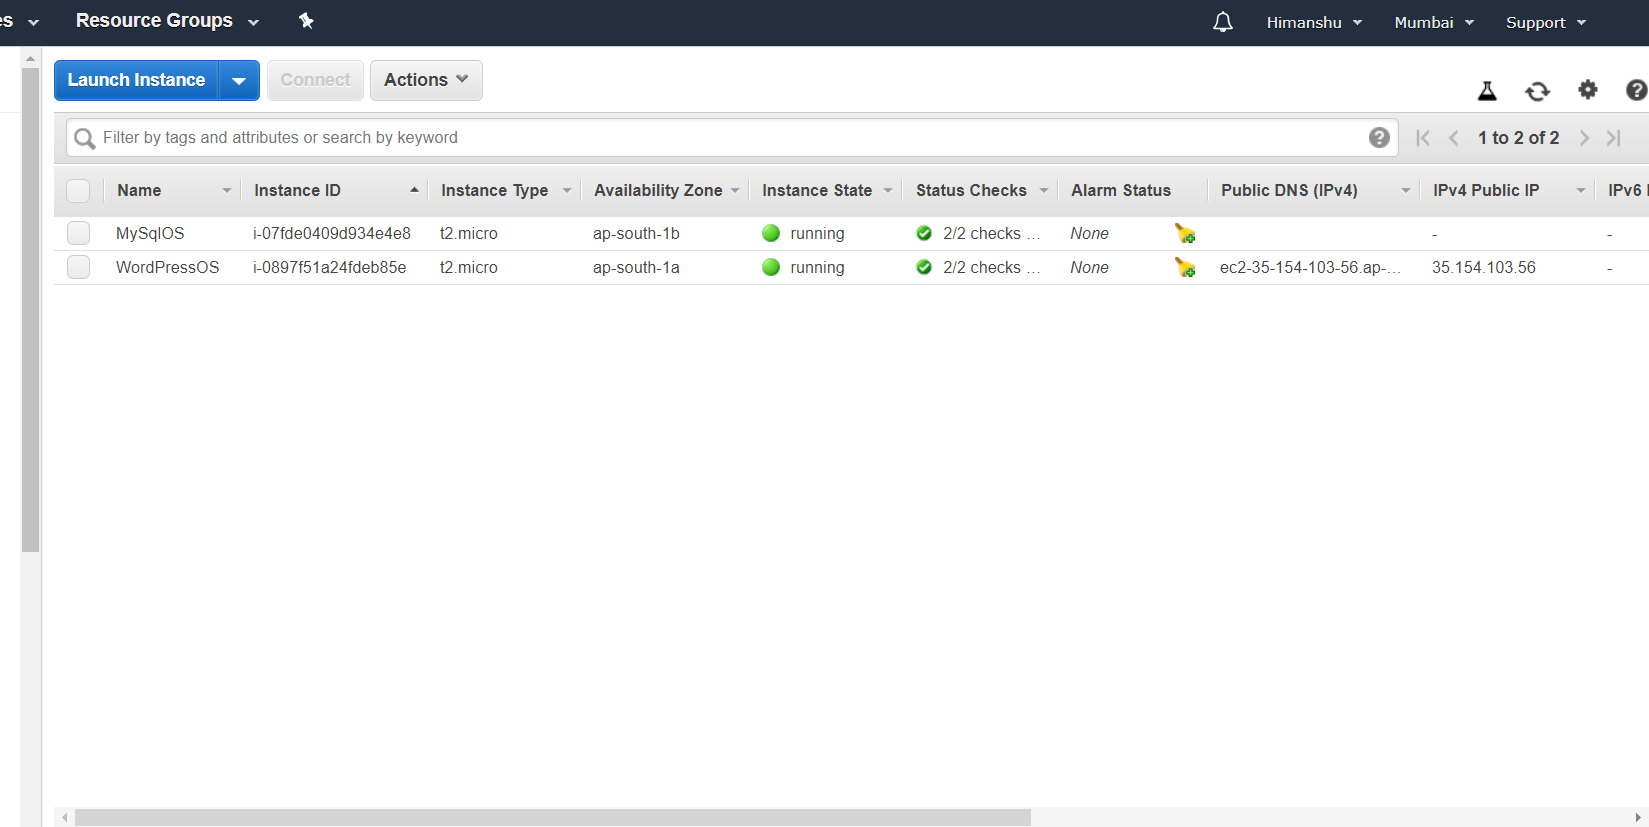 es Resource Groups Himanshu Mumbai Support
Launch Instance Connect Actions
Filter by tags and attributes or search by keyword 1 to 2 of 2
Name Instance ID Instance Type Availability Zone Instance State Status Checks Alarm Status Public DNS (IPv4) IPv4 Public IP IPv6
MySqlOS i-07fde0409d934e4e8 t2.micro ap-south-1b running 2/2 checks ... None - -
WordPressOS i-0897f51a24fdeb85e t2.micro ap-south-1a running 2/2 checks ... None ec2-35-154-103-56.ap-... 35.154.103.56 -